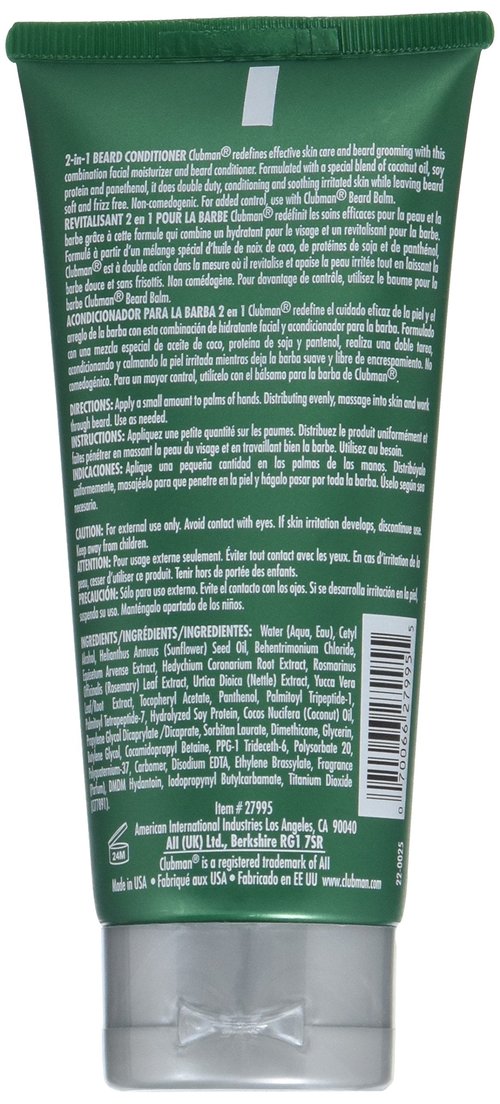 2-in-1 BEARD CONDITIONER Clubman® redefines effective skin care and beard grooming with this
combination facial moisturizer and beard conditioner. Formulated with a special blend of coconut oil, soy
protein and panethenol, it does double duty, conditioning and soothing irritated skin while leaving beard
soft and frizz free. Non-comedogenic. For added control, use with Clubman® Beard Balm.
REVITALISANT 2 en 1 POUR LA BARBE Clubman® redéfinit les soins efficaces pour la peau et la
barbe grâce à cette formule qui combine un hydratant pour le visage et un revitalisant pour la barbe.
Formulé à partir d'un mélange spécial d'huile de noix de coco, de protéines de soja et de panthénol,
Clubman® est à double action dans la mesure où il revitalise et apaise la peau irritée tout en laissant la
barbe douce et sans frisottis. Non comédogène. Pour davantage de contrôle, utilisez le baume pour la
barbe Clubman® Beard Balm.
ACONDICIONADOR PARA LA BARBA 2 en 1 Clubman® redefine el cuidado eficaz de la piel y el
arreglo de la barba con esta combinación de hidratante facial y acondicionador para la barba. Formulado
con una mezcla especial de aceite de coco, proteína de soja y pantenol, realiza una doble tarea,
acondicionando y calmando la piel irritada mientras deja la barba suave y libre de encrespamiento. No
comedogénico. Para un mayor control, utilícelo con el bálsamo para la barba de Clubman®.
DIRECTIONS: Apply a small amount to palms of hands. Distributing evenly, massage into skin and work
through beard. Use as needed.
INSTRUCTIONS: Appliquez une petite quantité sur les paumes. Distribuez le produit uniformément et
faites pénétrer en massant la peau du visage et en travaillant bien la barbe. Utilisez au besoin.
INDICACIONES: Aplique una pequeña cantidad en las palmas de las manos. Distribúyalo
uniformemente, masajéelo para que penetre en la piel y hágalo pasar por toda la barba. Úselo según sea
necesario.
CAUTION: For external use only. Avoid contact with eyes. If skin irritation develops, discontinue use.
Keep away from children.
ATTENTION: Pour usage externe seulement. Éviter tout contact avec les yeux. En cas d'irritation de la
peau, cesser d'utiliser ce produit. Tenir hors de portée des enfants.
PRECAUCIÓN: Sólo para uso externo. Evite el contacto con los ojos. Si se desarrolla irritación en la piel,
suspenda su uso. Manténgalo apartado de los niños.
INGREDIENTS/INGRÉDIENTS/INGREDIENTES: Water (Aqua, Eau), Cetyl
Alcohol, Helianthus Annuus (Sunflower) Seed Oil, Behentrimonium Chloride,
Equisetum Arvense Extract, Hedychium Coronarium Root Extract, Rosmarinus
Officinalis (Rosemary) Leaf Extract, Urtica Dioica (Nettle) Extract, Yucca Vera
Leaf/Root Extract, Tocopheryl Acetate, Panthenol, Palmitoyl Tripeptide-1,
Palmitoyl Tetrapeptide-7, Hydrolyzed Soy Protein, Cocos Nucifera (Coconut) Oil,
Propylene Glycol Dicaprylate/Dicaprate, Sorbitan Laurate, Dimethicone, Glycerin,
Butylene Glycol, Cocamidopropyl Betaine, PPG-1 Trideceth-6, Polysorbate 20,
Polyquaternium-37, Carbomer, Disodium EDTA, Ethylene Brassylate, Fragrance
(Parfum), DMDM Hydantoin, Iodopropynyl Butylcarbamate, Titanium Dioxide
(CI77891).
0 70066 27995 5
22-0025
24M
Item # 27995
American International Industries Los Angeles, CA 90040
AII (UK) Ltd., Berkshire RG1 7SR
Clubman® is a registered trademark of AII
Made in USA • Fabriqué aux USA • Fabricado en EE UU www.clubman.com